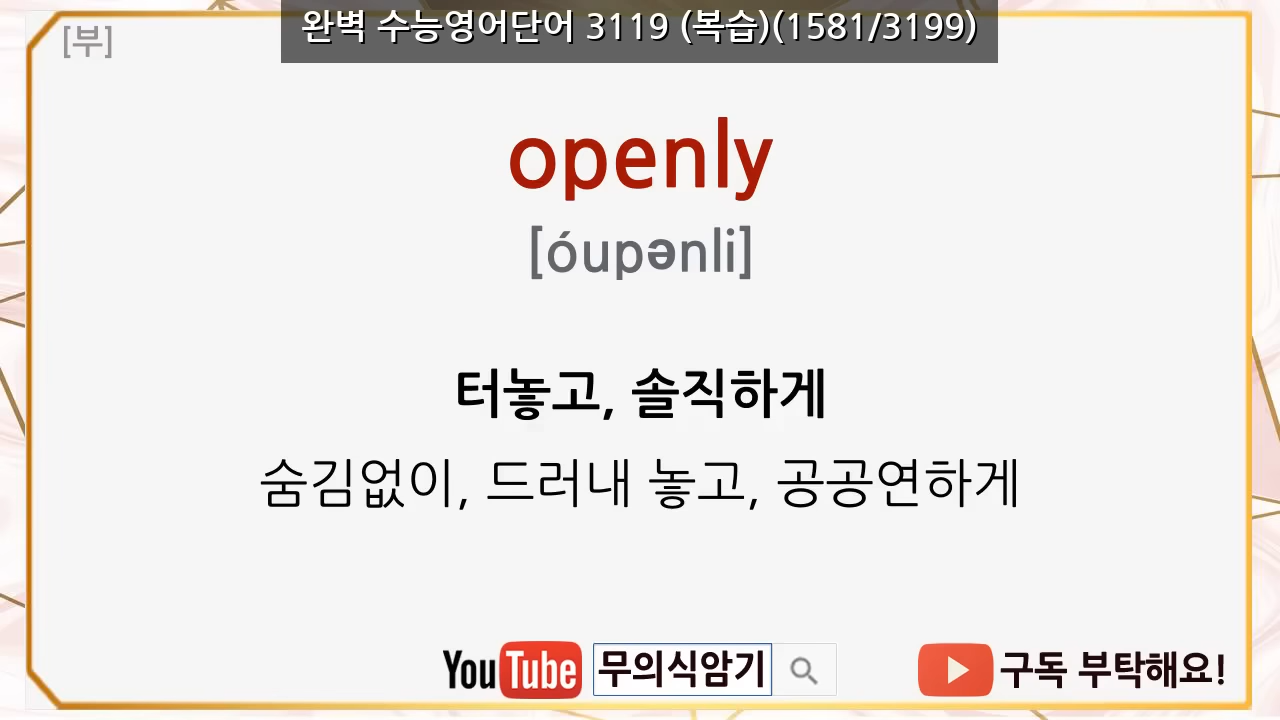 완벽 수능영어단어 3119 (복습)(1581/3199)
[부]
openly
[óupənli]
터놓고, 솔직하게
숨김없이, 드러내 놓고, 공공연하게
YouTube 무의식암기 구독 부탁해요!